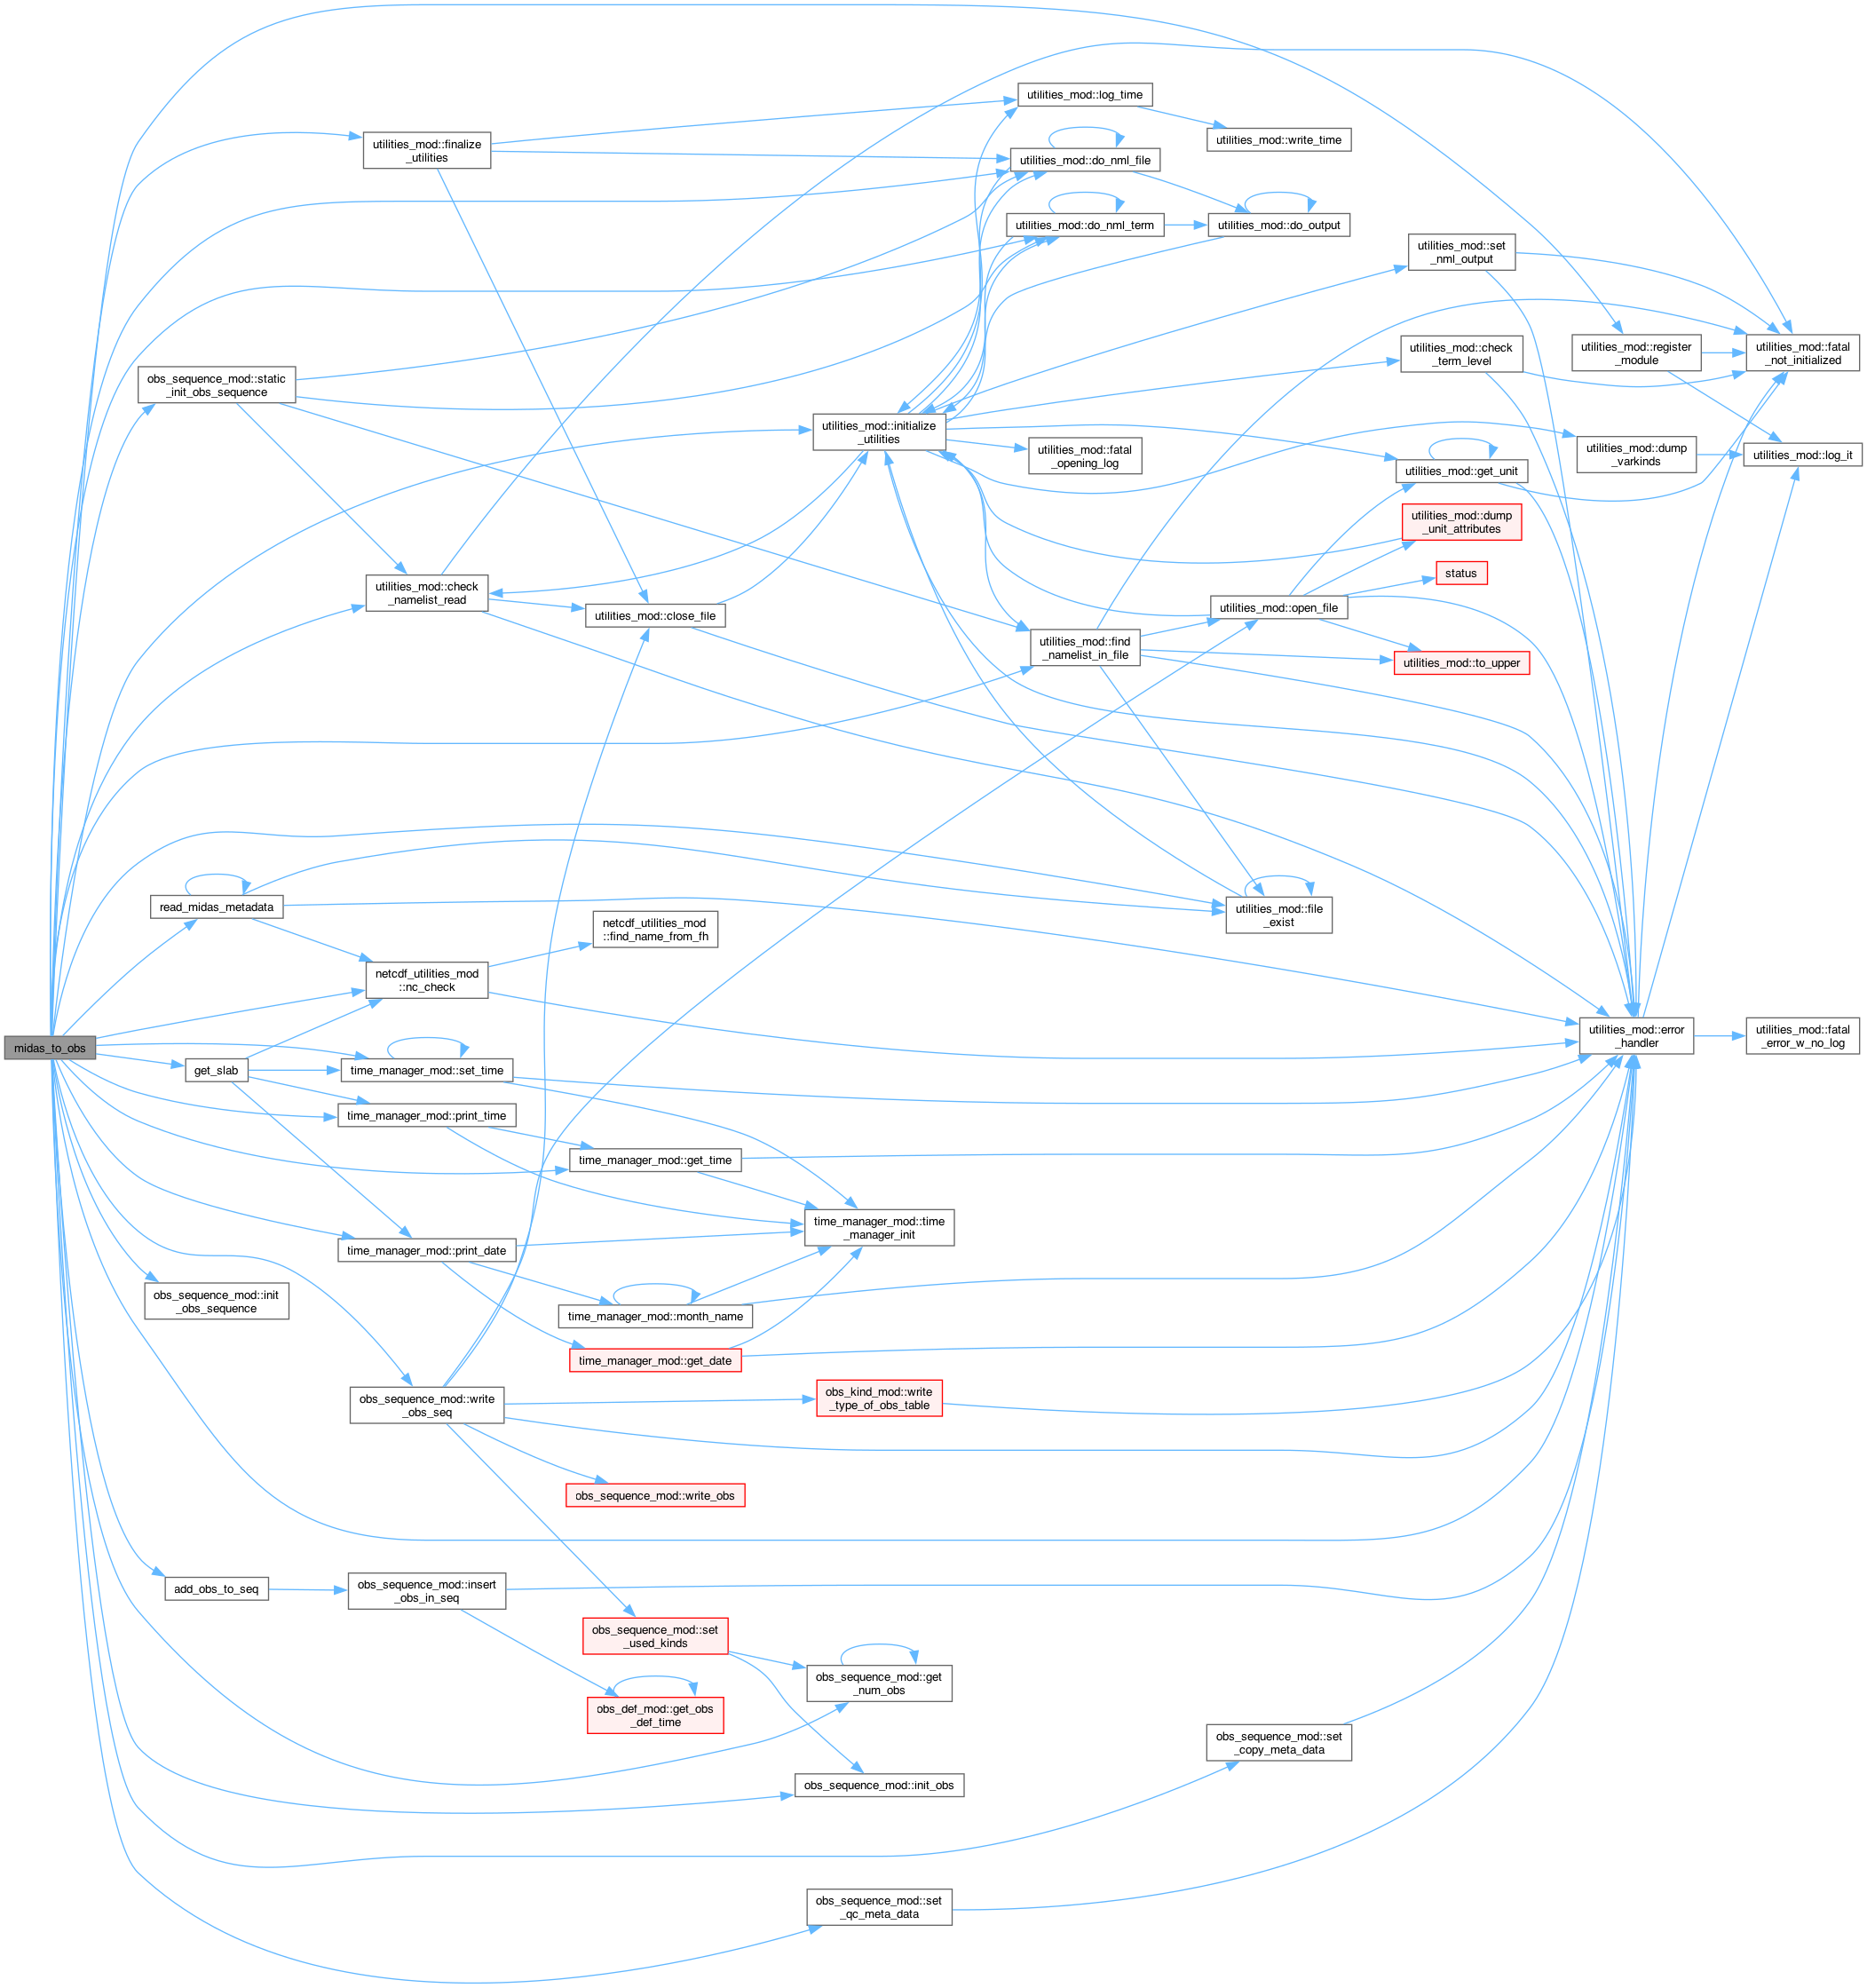 utilities_mod::log_time
utilities_mod::write_time
utilities_mod::finalize
_utilities
utilities_mod::do_nml_file
utilities_mod::do_nml_term
utilities_mod::do_output
utilities_mod::set
_nml_output
utilities_mod::register
_module
utilities_mod::fatal
_not_initialized
utilities_mod::check
_term_level
obs_sequence_mod::static
_init_obs_sequence
utilities_mod::initialize
_utilities
utilities_mod::fatal
_opening_log
utilities_mod::get_unit
utilities_mod::dump
_varkinds
utilities_mod::log_it
utilities_mod::dump
_unit_attributes
status
utilities_mod::check
_namelist_read
utilities_mod::close_file
utilities_mod::open_file
utilities_mod::find
_namelist_in_file
utilities_mod::to_upper
read_midas_metadata
utilities_mod::file
_exist
netcdf_utilities_mod
::find_name_from_fh
netcdf_utilities_mod
::nc_check
midas_to_obs
utilities_mod::error
_handler
utilities_mod::fatal
_error_w_no_log
get_slab
time_manager_mod::set_time
time_manager_mod::print_time
time_manager_mod::get_time
time_manager_mod::time
_manager_init
time_manager_mod::print_date
obs_sequence_mod::init
_obs_sequence
time_manager_mod::month_name
time_manager_mod::get_date
obs_sequence_mod::write
_obs_seq
obs_kind_mod::write
_type_of_obs_table
obs_sequence_mod::write_obs
add_obs_to_seq
obs_sequence_mod::insert
_obs_in_seq
obs_sequence_mod::set
_used_kinds
obs_sequence_mod::get
_num_obs
obs_def_mod::get_obs
_def_time
obs_sequence_mod::set
_copy_meta_data
obs_sequence_mod::init_obs
obs_sequence_mod::set
_qc_meta_data